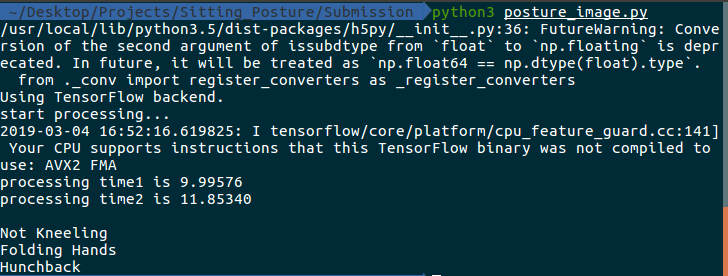 ~/Desktop/Projects/Sitting Posture/Submission python3 posture_image.py
/usr/local/lib/python3.5/dist-packages/h5py/__init__.py:36: FutureWarning: Conve
rsion of the second argument of issubdtype from `float` to `np.floating` is depr
ecated. In future, it will be treated as `np.float64 == np.dtype(float).type`.
from ._conv import register_converters as _register_converters
Using TensorFlow backend.
start processing...
2019-03-04 16:52:16.619825: I tensorflow/core/platform/cpu_feature_guard.cc:141]
Your CPU supports instructions that this TensorFlow binary was not compiled to
use: AVX2 FMA
processing time1 is 9.99576
processing time2 is 11.85340
Not Kneeling
Folding Hands
Hunchback